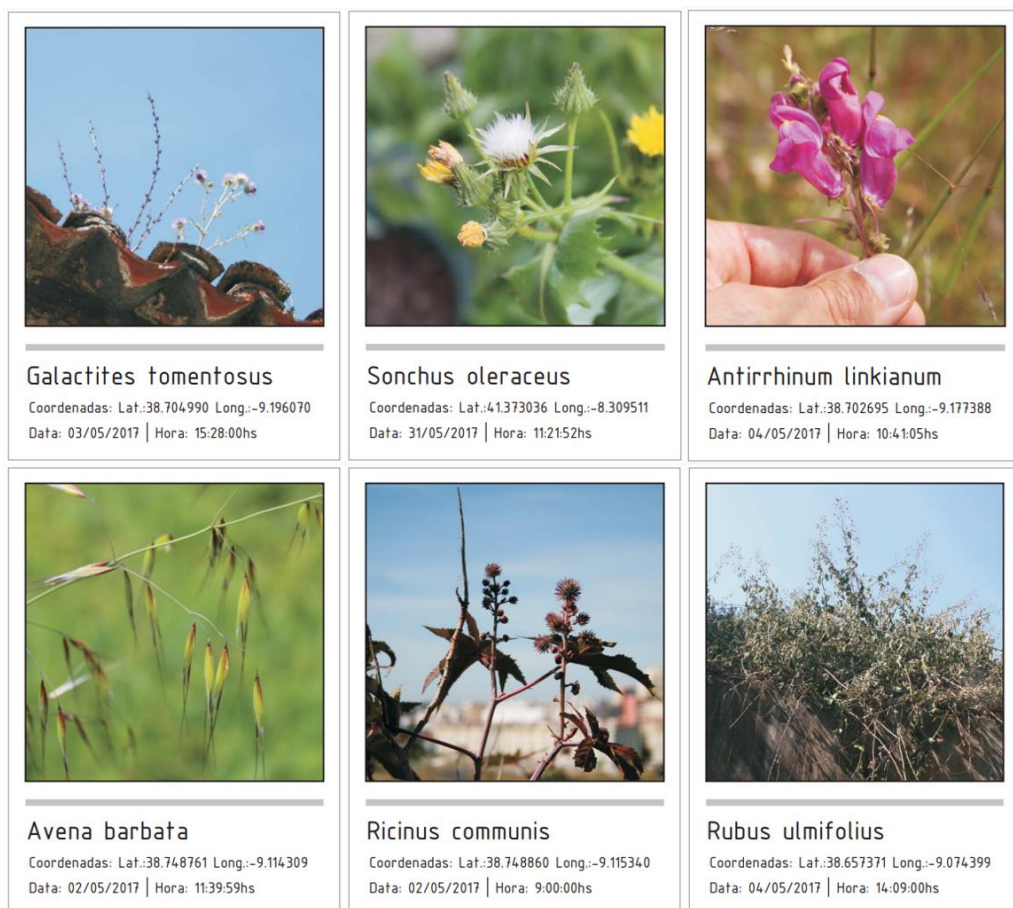 Galactites tomentosus
Coordenadas: Lat.:38.704990 Long.:-9.196070
Data: 03/05/2017 | Hora: 15:28:00hs
Sonchus oleraceus
Coordenadas: Lat.:41.373036 Long.:-8.309511
Data: 31/05/2017 | Hora: 11:21:52hs
Antirrhinum linkianum
Coordenadas: Lat.:38.702695 Long.:-9.177388
Data: 04/05/2017 | Hora: 10:41:05hs
Avena barbata
Coordenadas: Lat.:38.748761 Long.:-9.114309
Data: 02/05/2017 | Hora: 11:39:59hs
Ricinus communis
Coordenadas: Lat.:38.748860 Long.:-9.115340
Data: 02/05/2017 | Hora: 9:00:00hs
Rubus ulmifolius
Coordenadas: Lat.:38.657371 Long.:-9.074399
Data: 04/05/2017 | Hora: 14:09:00hs